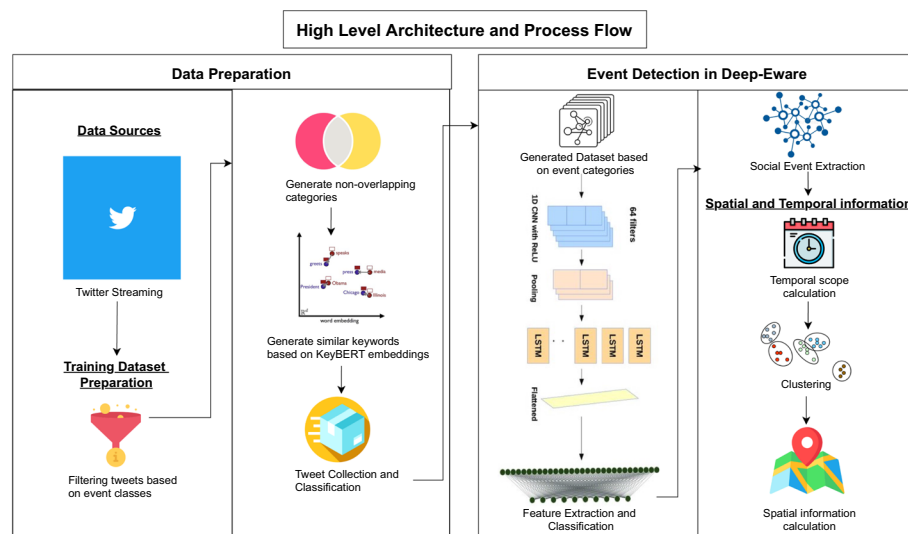 High Level Architecture and Process Flow
Data Preparation
Data Sources
Twitter Streaming
Training Dataset
Preparation
Filtering tweets based
on event classes
Generate non-overlapping
categories
speaks
greets
press
media
President
Obama
Chicago
Illinois
word embedding
Generate similar keywords
based on KeyBERT embeddings
Tweet Collection and
Classification
Event Detection in Deep-Eware
Generated Dataset based
on event categories
1D CNN with ReLU
64 filters
Pooling
LSTM . . LSTM LSTM LSTM
Flattened
Feature Extraction and
Classification
Social Event Extraction
Spatial and Temporal information
Temporal scope
calculation
Clustering
Spatial information
calculation